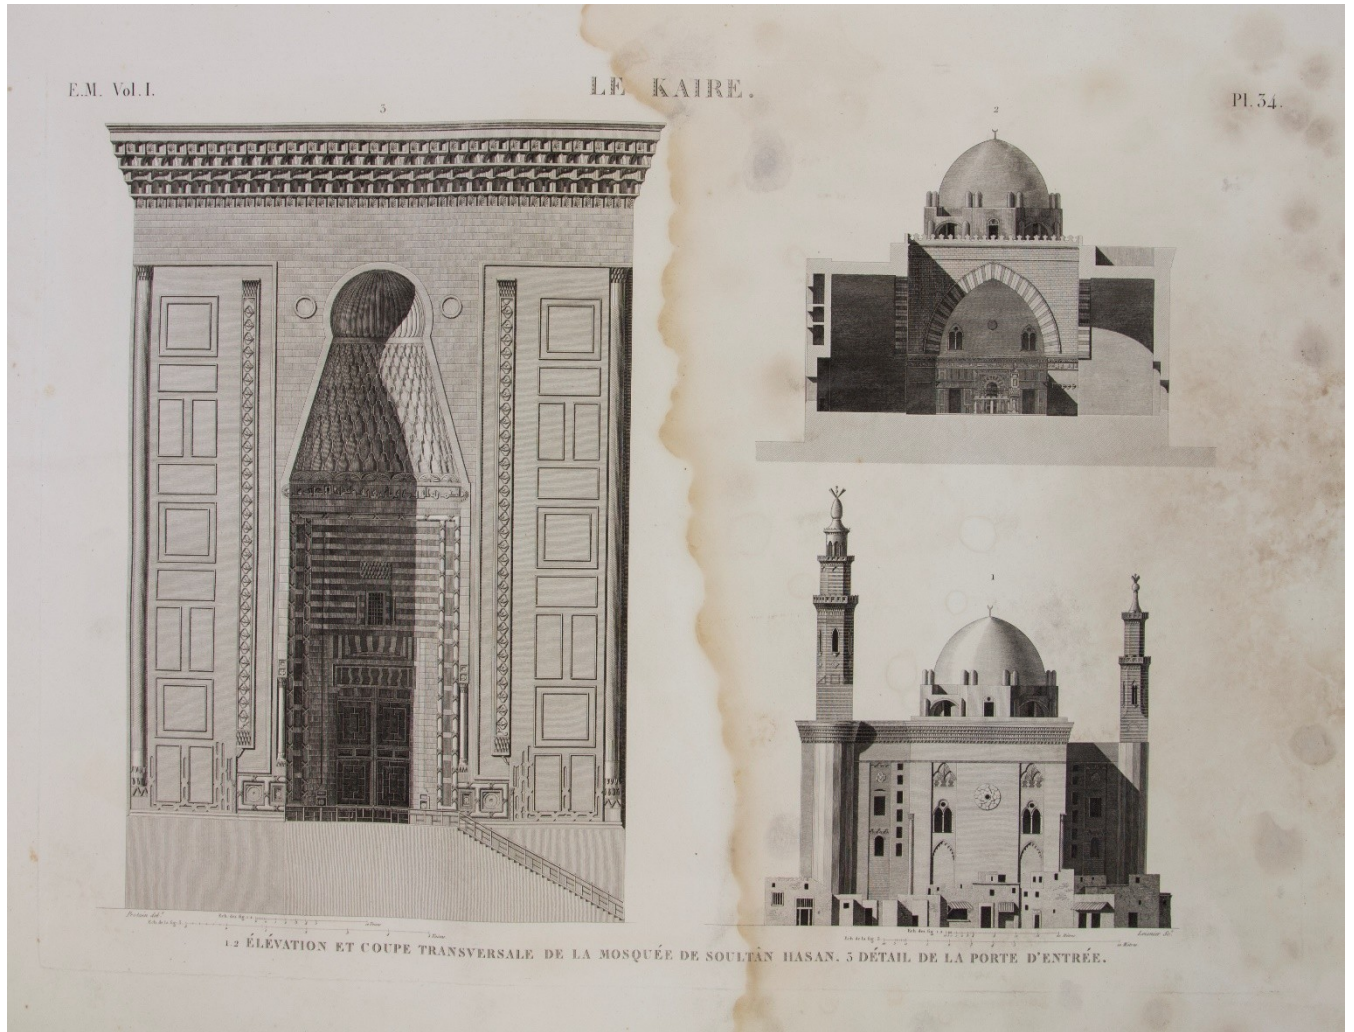 E.M. Vol. I.
LE KAIRE.
Pl. 34.
3
2
1
1.2 ÉLÉVATION ET COUPE TRANSVERSALE DE LA MOSQUÉE DE SOULTÂN HASAN. 3 DÉTAIL DE LA PORTE D'ENTRÉE.